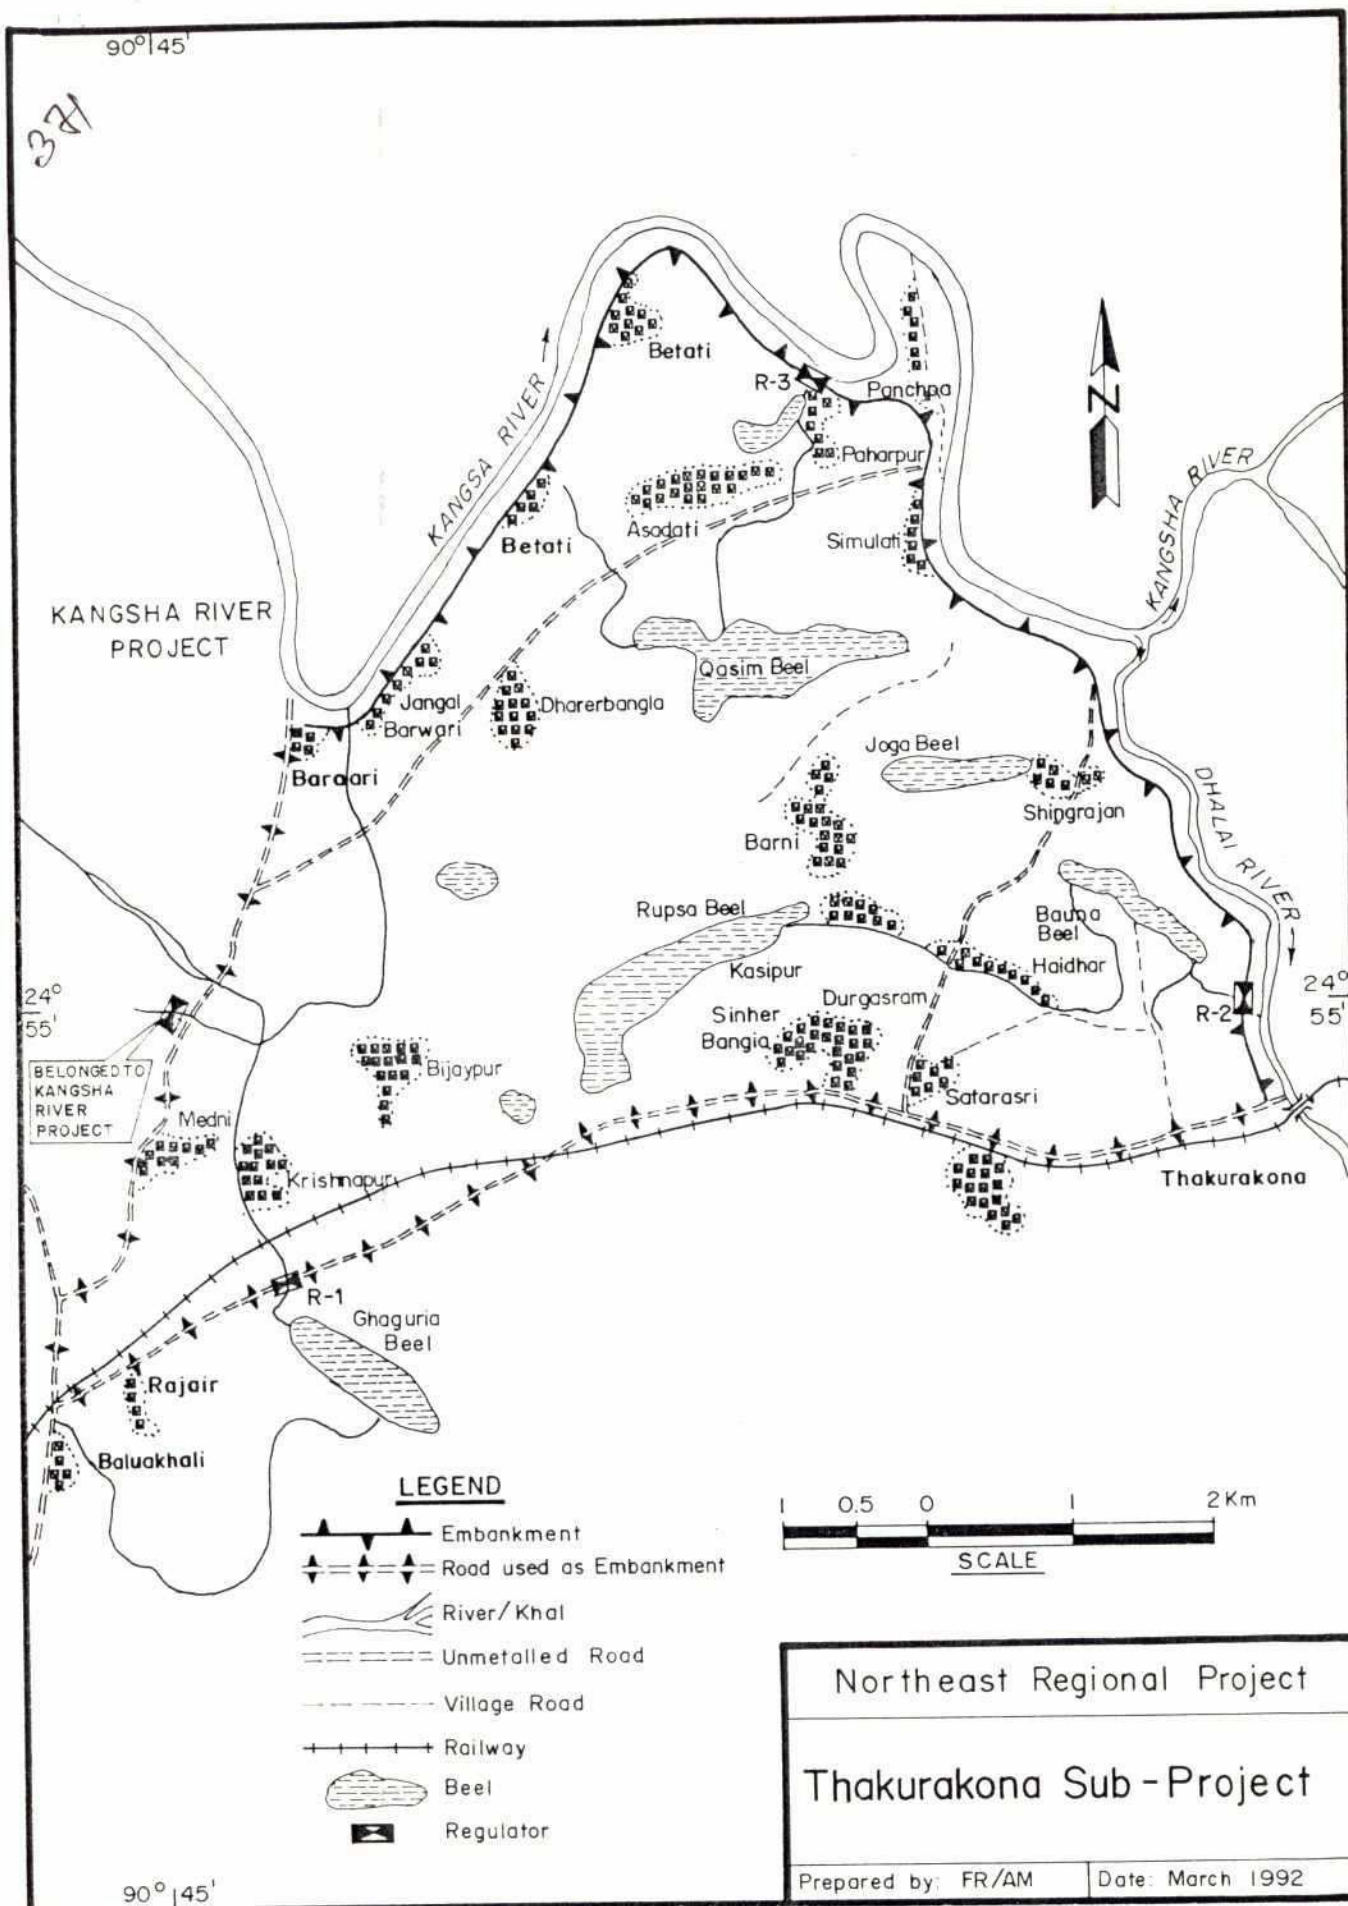 90° 45'
371
Betati
R-3
Panchpa
KANGSA RIVER
Paharpur
KANGSHA RIVER
Asadati
Betati
Simulati
KANGSHA RIVER
PROJECT
Qasim Beel
Jangal
Barwari
Dharerbangla
Joga Beel
Baroari
DHALAI RIVER
Shingrajan
Barni
Rupsa Beel
Bauna
Beel
Kasipur
Haidhar
24°
55'
Durgasram
Sinher
Bangla
R-2
24°
55'
BELONGED TO
KANGSHA
RIVER
PROJECT
Bijaypur
Satarasri
Medni
Krishnapur
Thakurakona
N
R-1
Ghaguria
Beel
Rajair
Baluakhali
LEGEND
Embankment
Road used as Embankment
River/Khal
Unmetalled Road
Village Road
Railway
Beel
Regulator
1 0.5 0 1 2 Km
SCALE
Northeast Regional Project
Thakurakona Sub-Project
Prepared by: FR/AM Date: March 1992
90° 45'